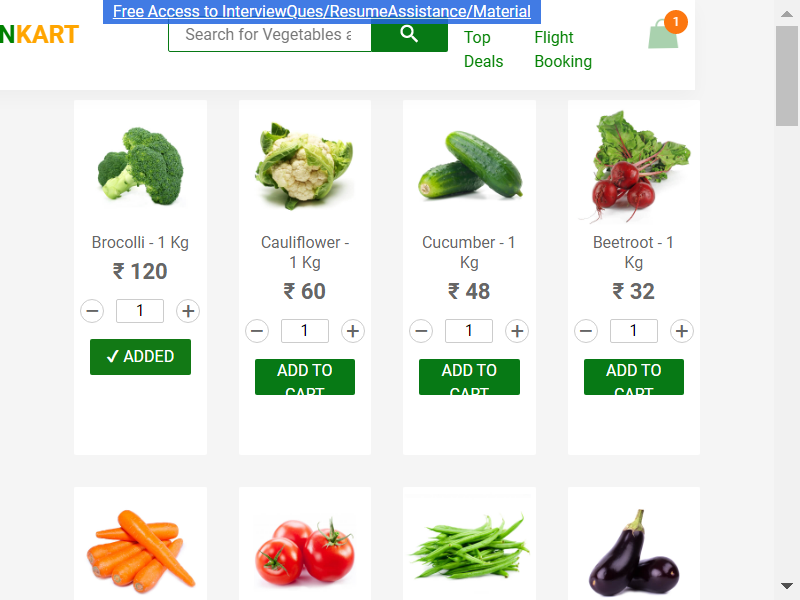 Free Access to InterviewQues/ResumeAssistance/Material
NKART
Search for Vegetables a
Top
Deals
Flight
Booking
1
Brocolli - 1 Kg
₹ 120
1
✓ ADDED
Cauliflower -
1 Kg
₹ 60
1
ADD TO
CART
Cucumber - 1
Kg
₹ 48
1
ADD TO
CART
Beetroot - 1
Kg
₹ 32
1
ADD TO
CART